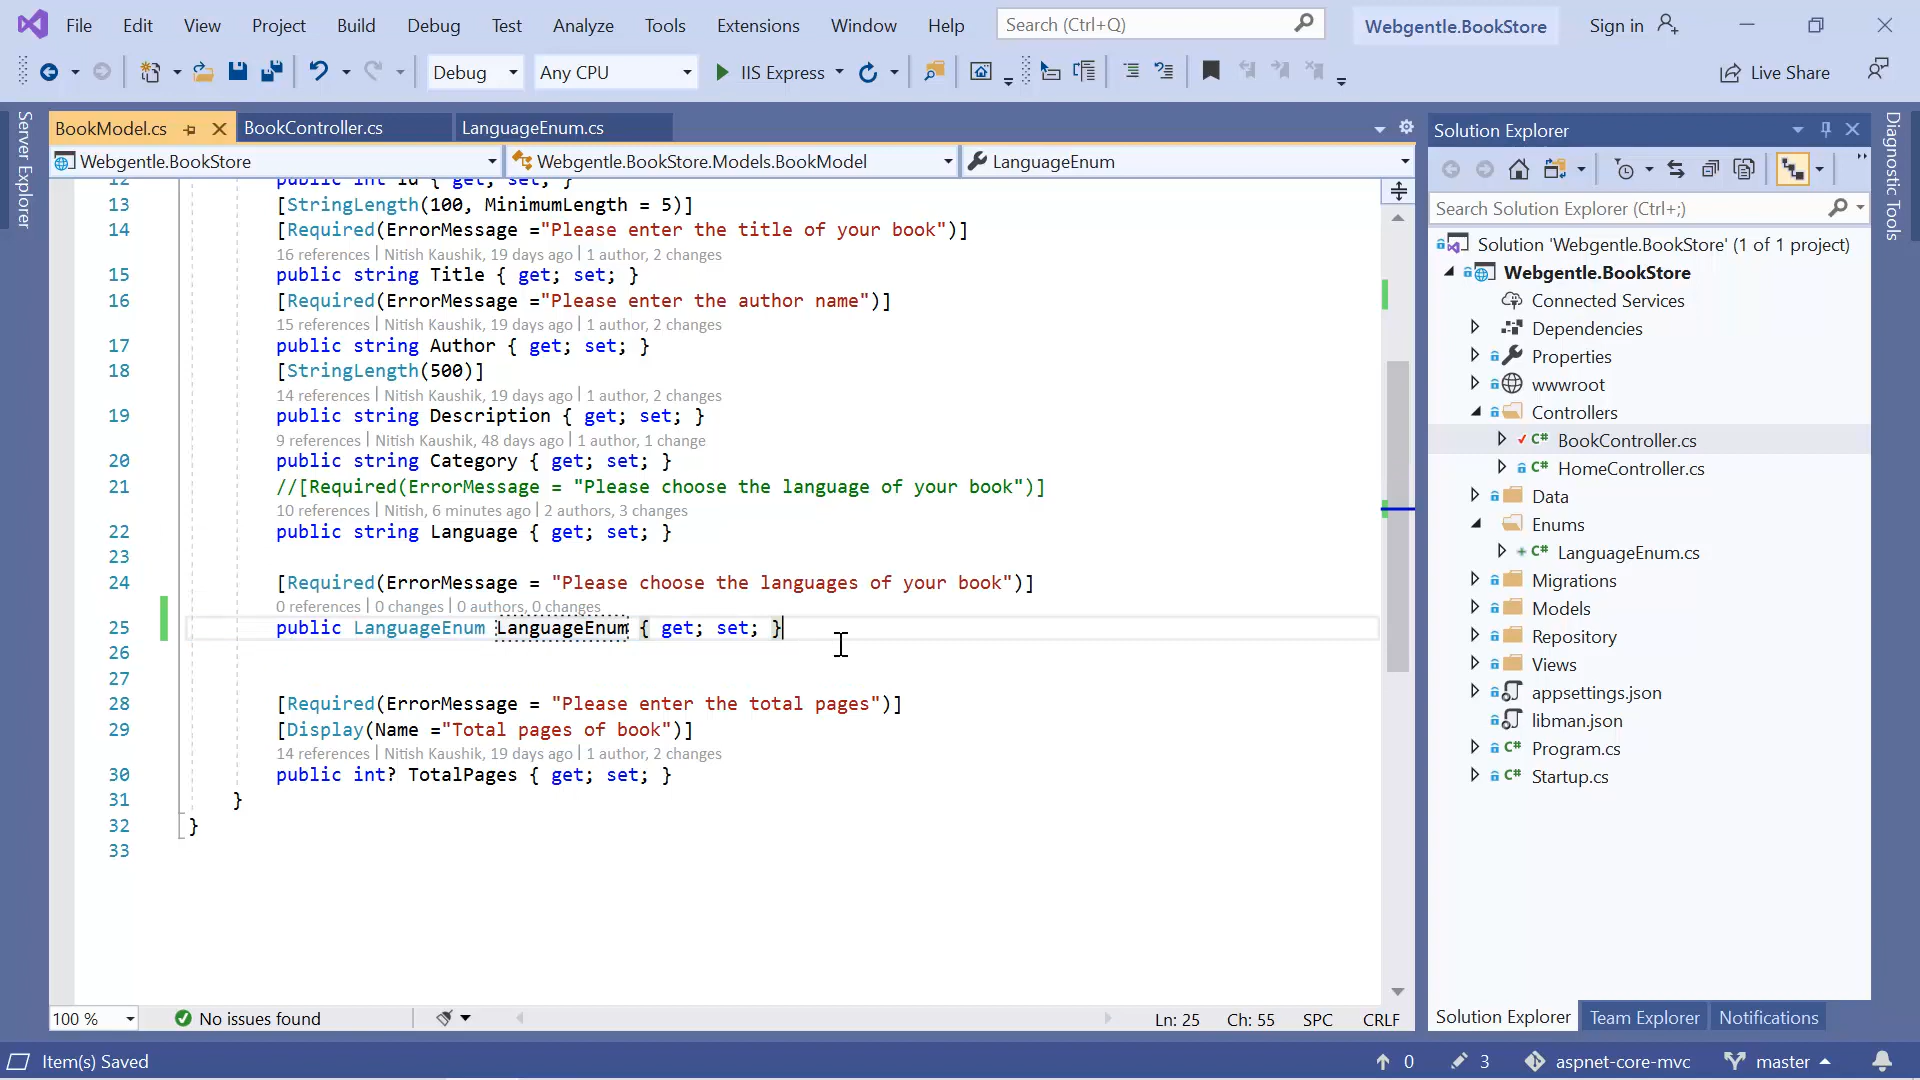 File Edit View Project Build Debug Test Analyze Tools Extensions Window Help Search (Ctrl+Q) Webgentle.BookStore Sign in
Debug Any CPU IIS Express Live Share
Server Explorer
BookModel.cs BookController.cs LanguageEnum.cs
Webgentle.BookStore Webgentle.BookStore.Models.BookModel LanguageEnum
12 public int Id { get; set; }
13 [StringLength(100, MinimumLength = 5)]
14 [Required(ErrorMessage ="Please enter the title of your book")]
16 references | Nitish Kaushik, 19 days ago | 1 author, 2 changes
15 public string Title { get; set; }
16 [Required(ErrorMessage ="Please enter the author name")]
15 references | Nitish Kaushik, 19 days ago | 1 author, 2 changes
17 public string Author { get; set; }
18 [StringLength(500)]
14 references | Nitish Kaushik, 19 days ago | 1 author, 2 changes
19 public string Description { get; set; }
9 references | Nitish Kaushik, 48 days ago | 1 author, 1 change
20 public string Category { get; set; }
21 //[Required(ErrorMessage = "Please choose the language of your book")]
10 references | Nitish, 6 minutes ago | 2 authors, 3 changes
22 public string Language { get; set; }
23
24 [Required(ErrorMessage = "Please choose the languages of your book")]
0 references | 0 changes | 0 authors, 0 changes
25 public LanguageEnum LanguageEnum { get; set; }
26
27
28 [Required(ErrorMessage = "Please enter the total pages")]
29 [Display(Name ="Total pages of book")]
14 references | Nitish Kaushik, 19 days ago | 1 author, 2 changes
30 public int? TotalPages { get; set; }
31 }
32 }
33
100 % No issues found Ln: 25 Ch: 55 SPC CRLF
Solution Explorer
Search Solution Explorer (Ctrl+;)
Solution 'Webgentle.BookStore' (1 of 1 project)
Webgentle.BookStore
Connected Services
Dependencies
Properties
wwwroot
Controllers
C# BookController.cs
C# HomeController.cs
Data
Enums
C# LanguageEnum.cs
Migrations
Models
Repository
Views
appsettings.json
libman.json
C# Program.cs
C# Startup.cs
Solution Explorer Team Explorer Notifications
Diagnostic Tools
Item(s) Saved 0 3 aspnet-core-mvc master